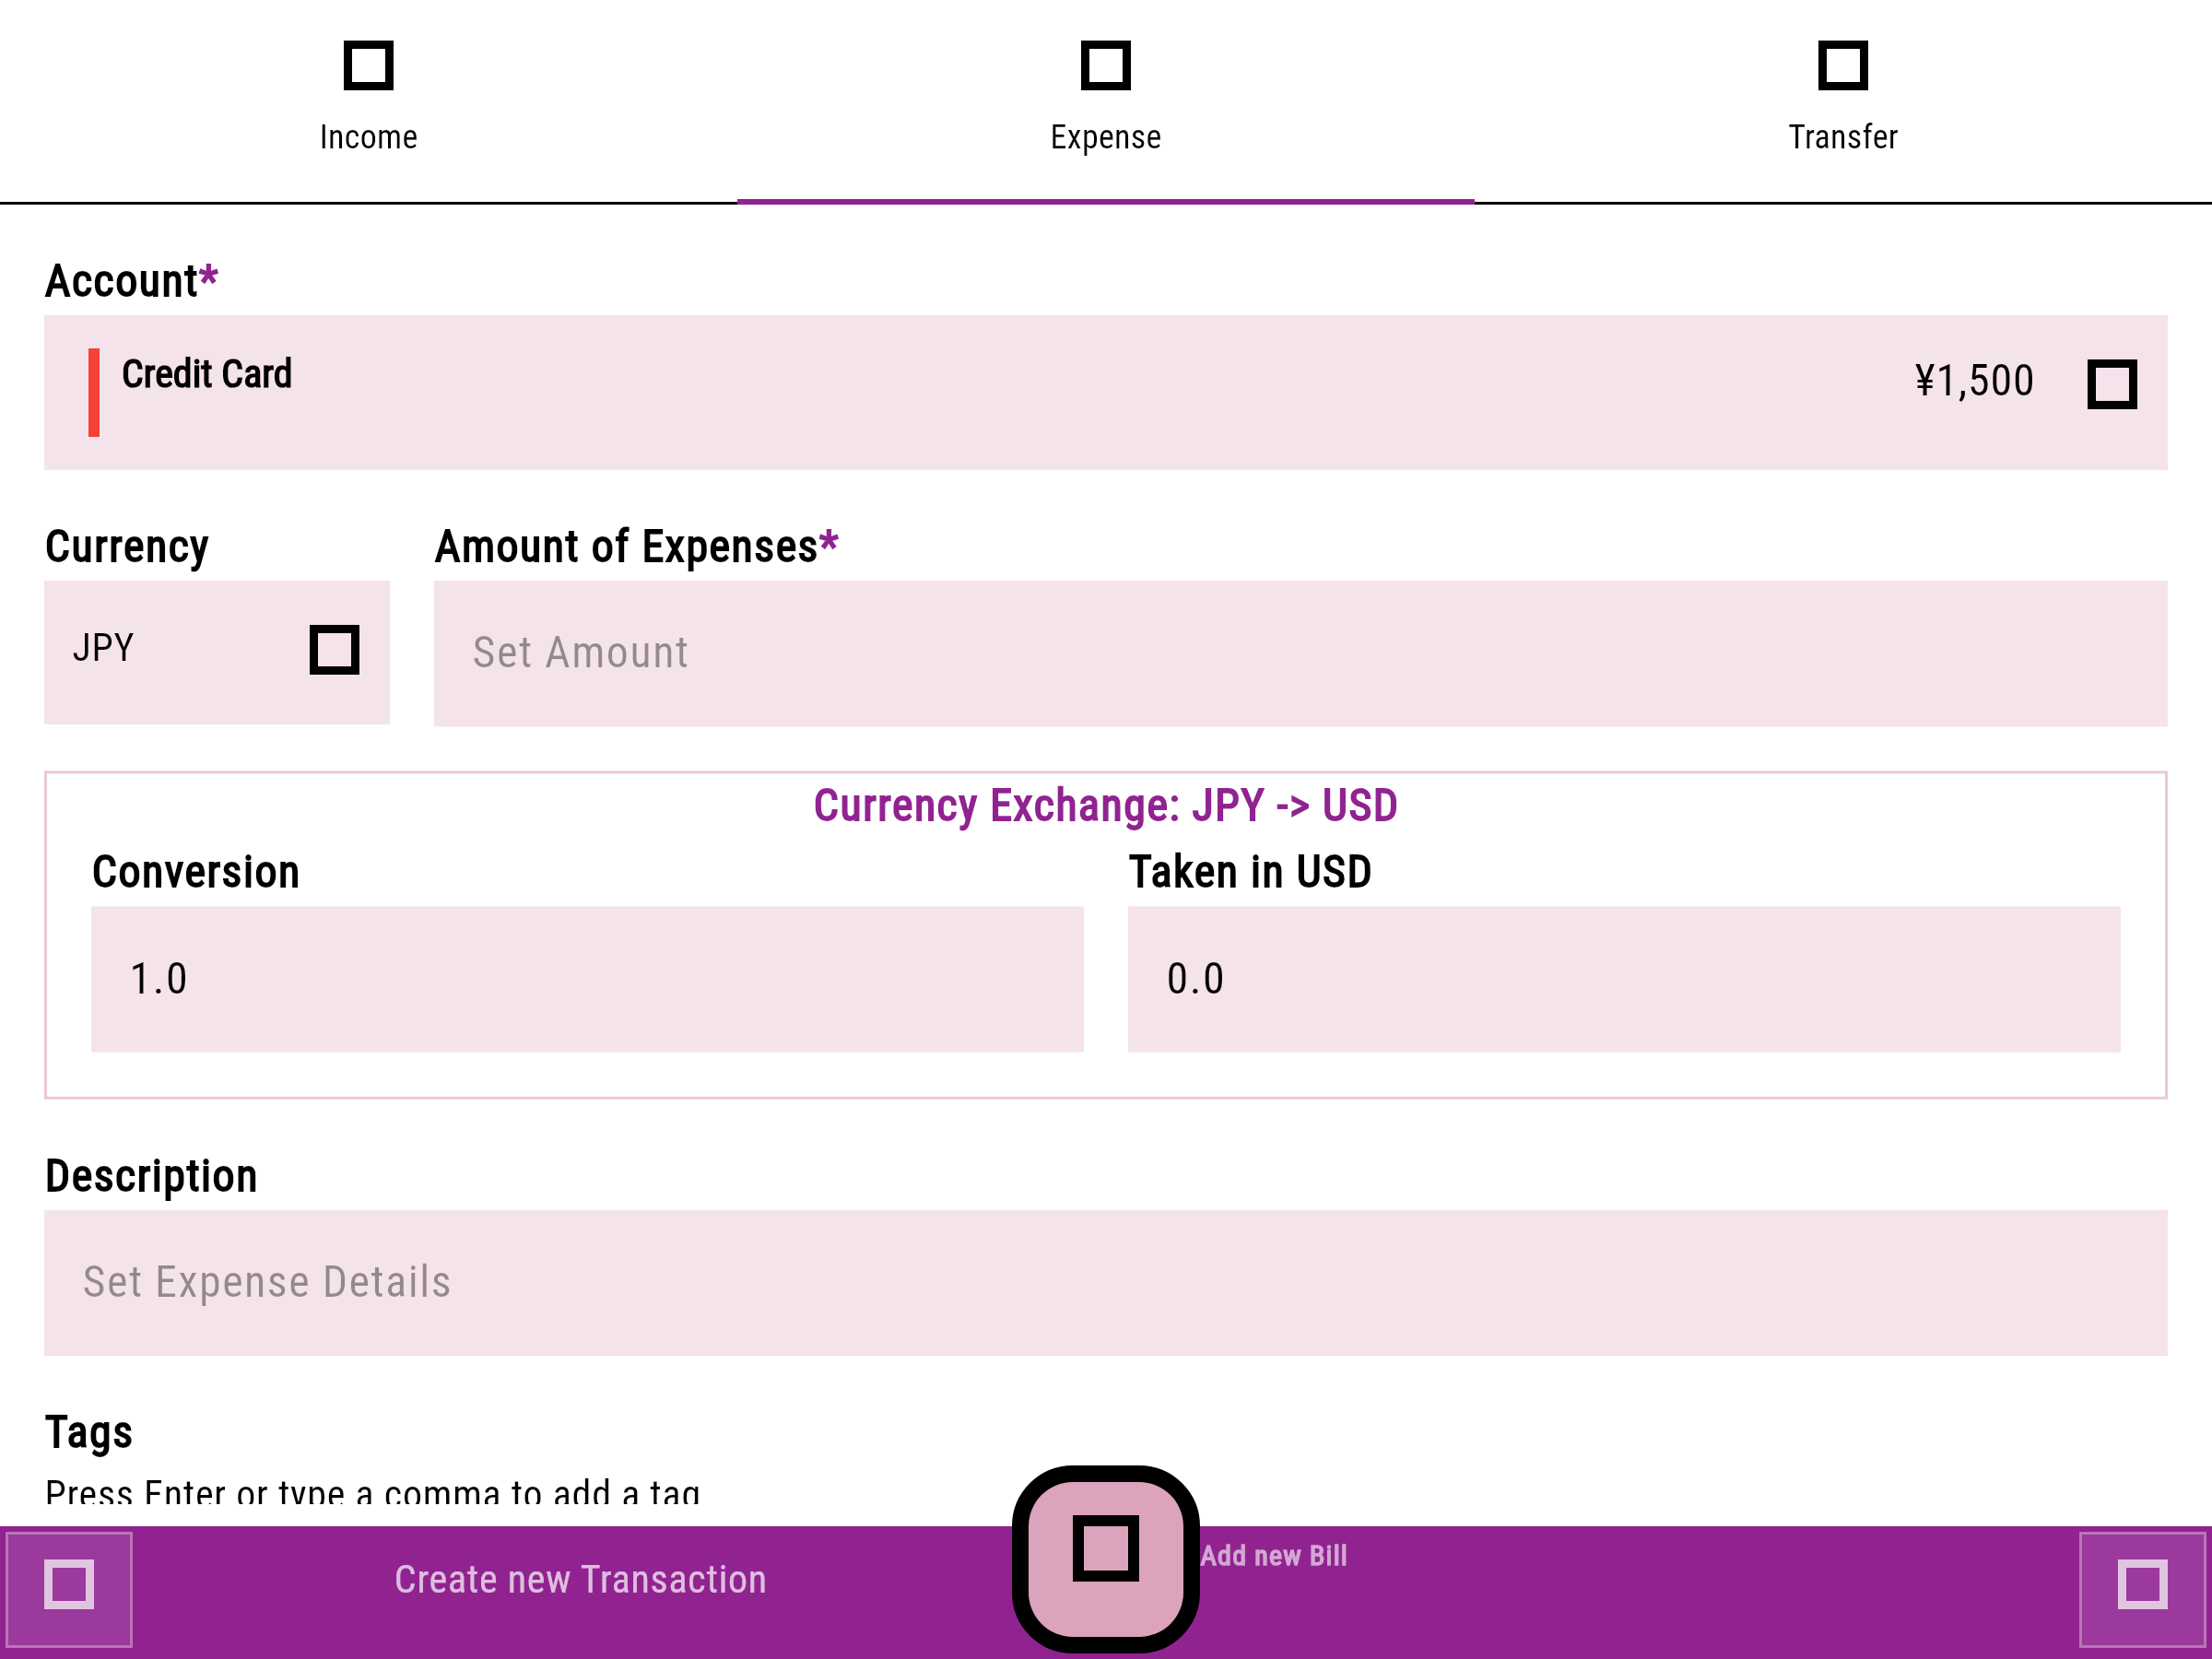 Income
Expense
Transfer
Account*
Credit Card
¥1,500
Currency
Amount of Expenses*
JPY
Set Amount
Currency Exchange: JPY -> USD
Conversion
Taken in USD
1.0
0.0
Description
Set Expense Details
Tags
Press Enter or type a comma to add a tag
Create new Transaction
Add new Bill